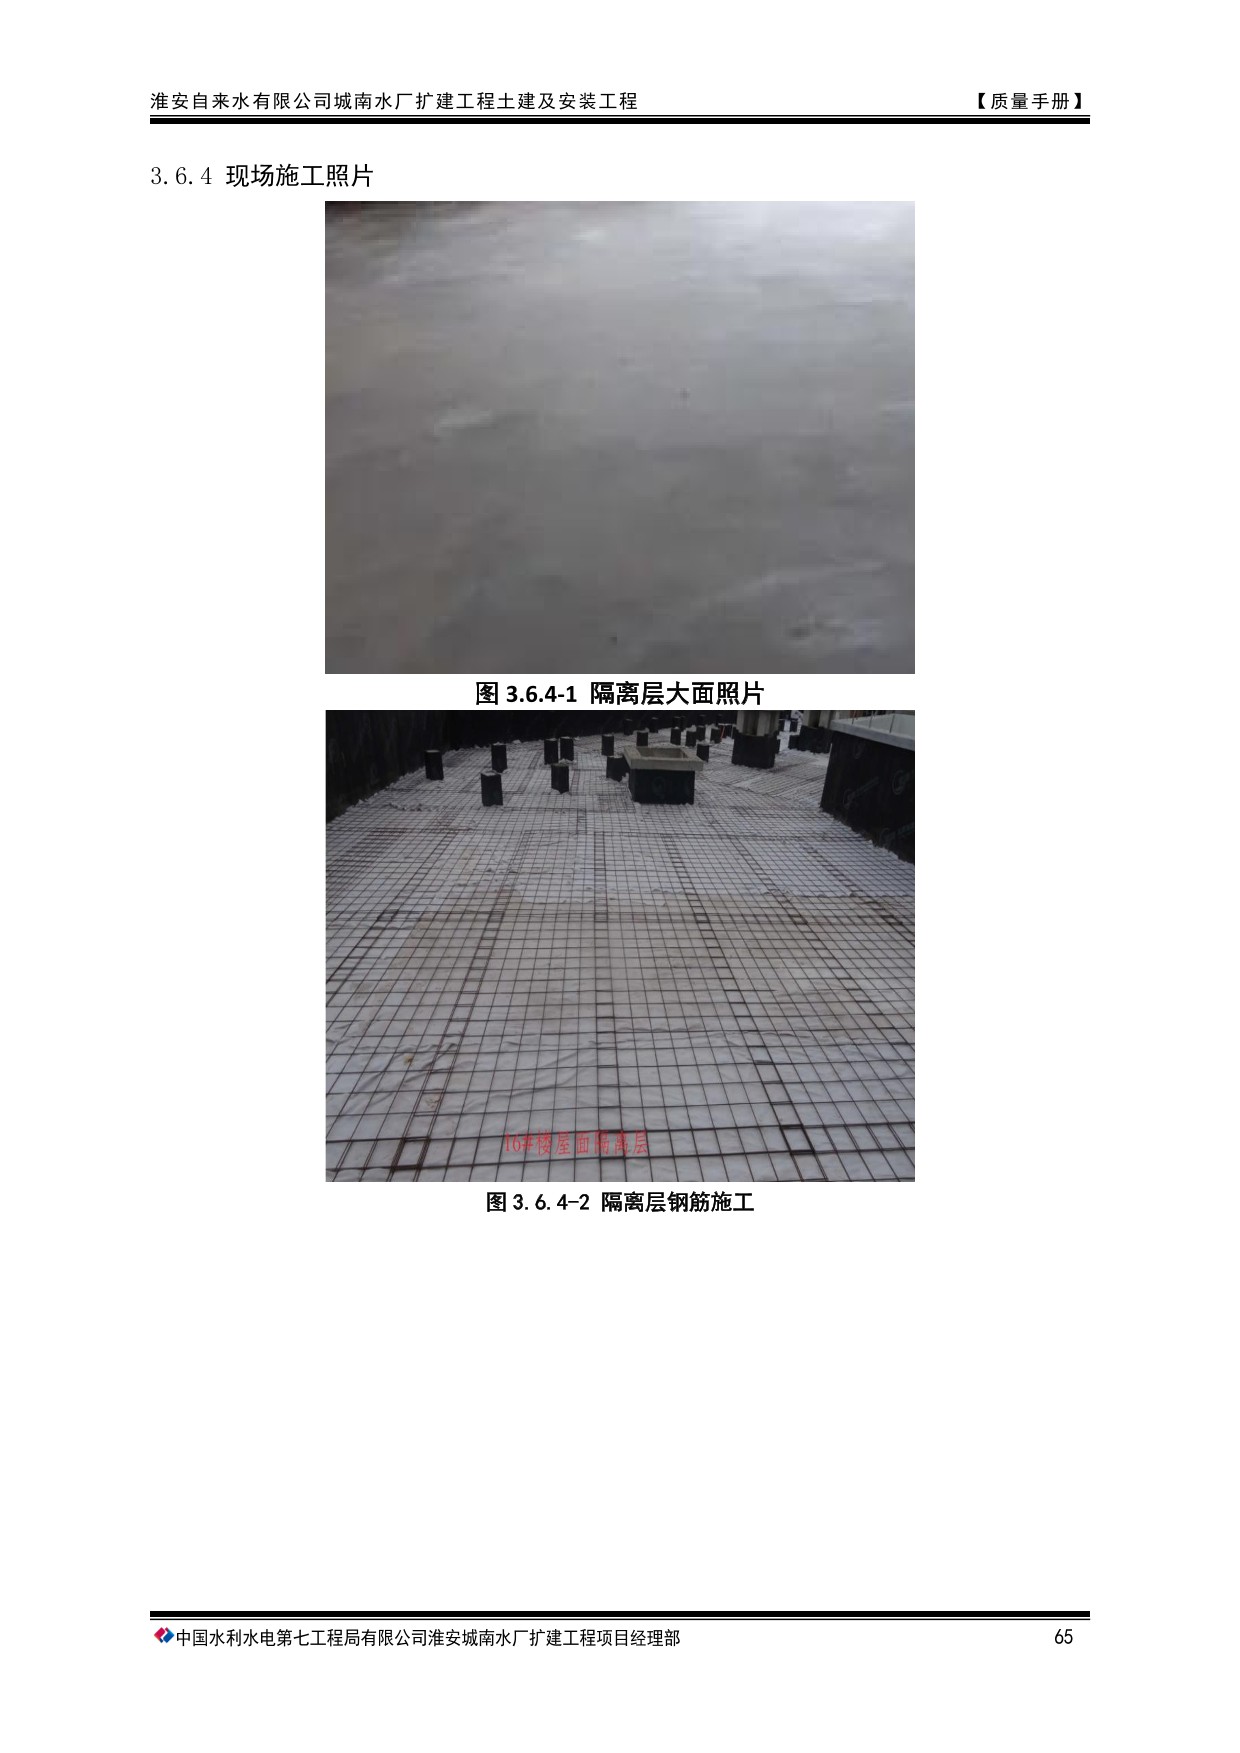 淮安自来水有限公司城南水厂扩建工程土建及安装工程 【质量手册】
3.6.4 现场施工照片
图 3.6.4-1 隔离层大面照片
16#楼屋面隔离层
图 3.6.4-2 隔离层钢筋施工
中国水利水电第七工程局有限公司淮安城南水厂扩建工程项目经理部 65